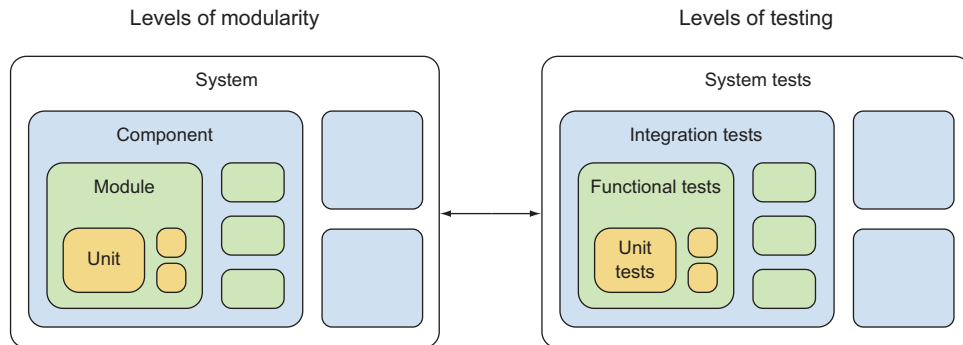 Levels of modularity
Levels of testing
System
System tests
Component
Integration tests
Module
Functional tests
Unit
Unit
tests